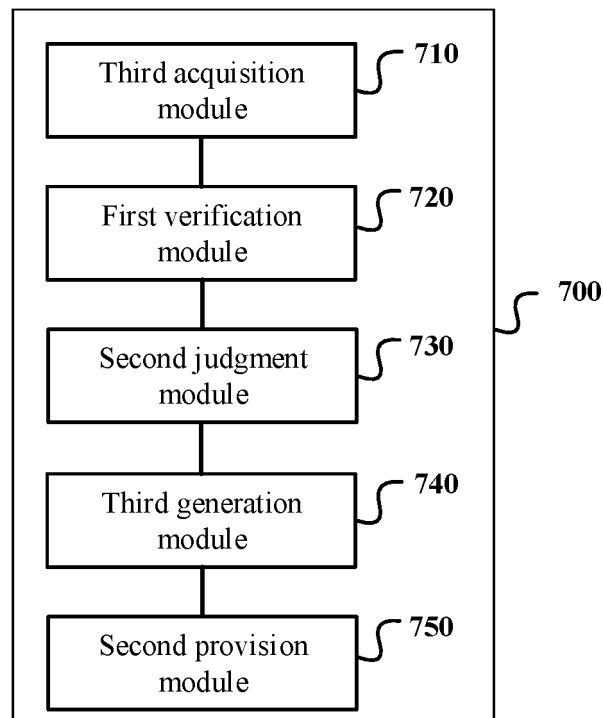 Third acquisition
module
710
First verification
module
720
700
Second judgment
module
730
Third generation
module
740
Second provision
module
750